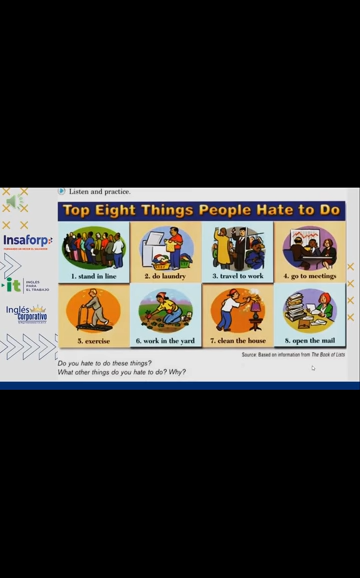 Listen and practice.
Top Eight Things People Hate to Do
1. stand in line
2. do laundry
3. travel to work
4. go to meetings
5. exercise
6. work in the yard
7. clean the house
8. open the mail
Source: Based on information from The Book of Lists
Do you hate to do these things?
What other things do you hate to do? Why?
Insaforp
it
INGLÉS
PARA
EL TRABAJO
Inglés
Corporativo